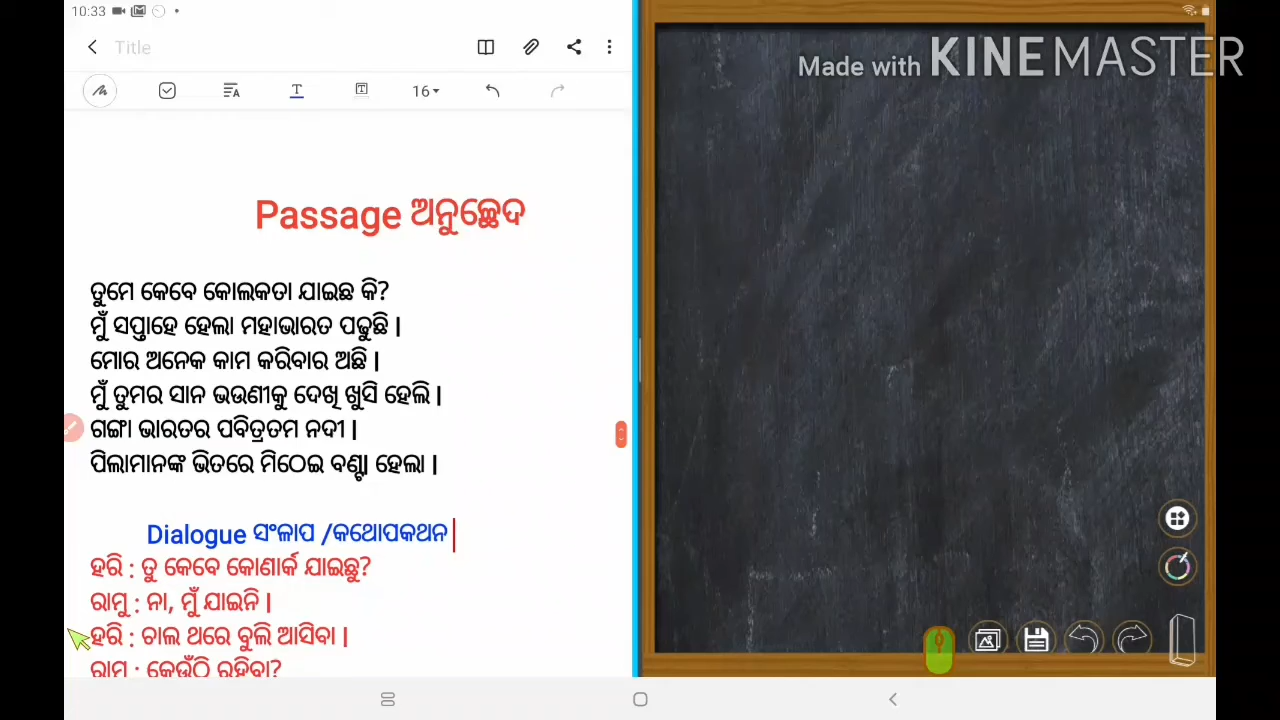 10:33
Title
Made with KINEMASTER
16
Passage ଅନୁଚ୍ଛେଦ
ତୁମେ କେବେ କୋଲକତା ଯାଇଛ କି?
ମୁଁ ସପ୍ତାହେ ହେଲା ମହାଭାରତ ପଢୁଛି |
ମୋର ଅନେକ କାମ କରିବାର ଅଛି |
ମୁଁ ତୁମର ସାନ ଭଉଣୀକୁ ଦେଖି ଖୁସି ହେଲି |
ଗଙ୍ଗା ଭାରତର ପବିତ୍ରତମ ନଦୀ |
ପିଲାମାନଙ୍କ ଭିତରେ ମିଠେଇ ବଣ୍ଟା ହେଲା |
Dialogue ସଂଳାପ /କଥୋପକଥନ
ହରି : ତୁ କେବେ କୋଣାର୍କ ଯାଇଛୁ?
ରାମୁ : ନା, ମୁଁ ଯାଇନି |
ହରି : ଚାଲ ଥରେ ବୁଲି ଆସିବା |
ରାମୁ : କେଉଁଠି ରହିବା?